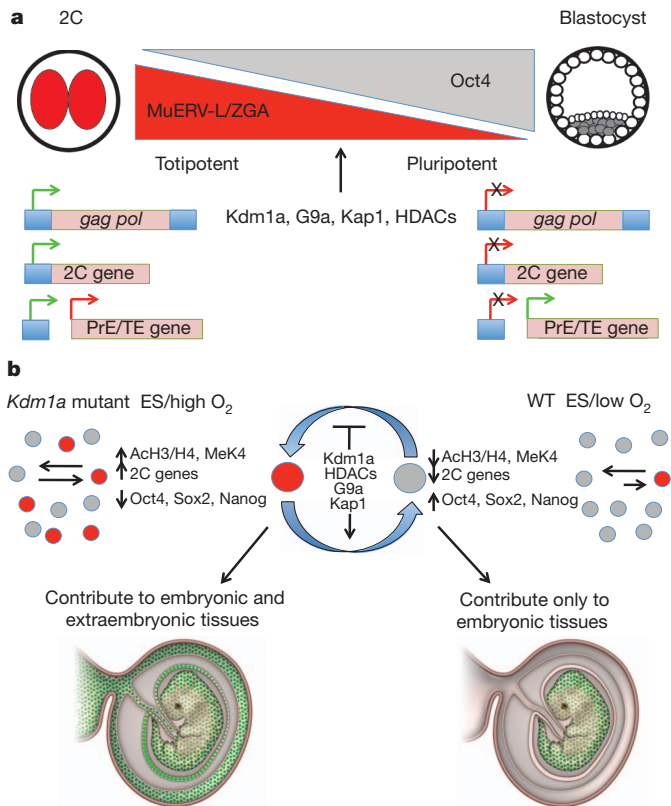 a
2C
Blastocyst
Oct4
MuERV-L/ZGA
Totipotent
Pluripotent
Kdm1a, G9a, Kap1, HDACs
gag pol
2C gene
PrE/TE gene
X
gag pol
X
2C gene
X
PrE/TE gene
b
Kdm1a mutant ES/high O2
AcH3/H4, MeK4
2C genes
Oct4, Sox2, Nanog
Kdm1a
HDACs
G9a
Kap1
WT ES/low O2
AcH3/H4, MeK4
2C genes
Oct4, Sox2, Nanog
Contribute to embryonic and
extraembryonic tissues
Contribute only to
embryonic tissues